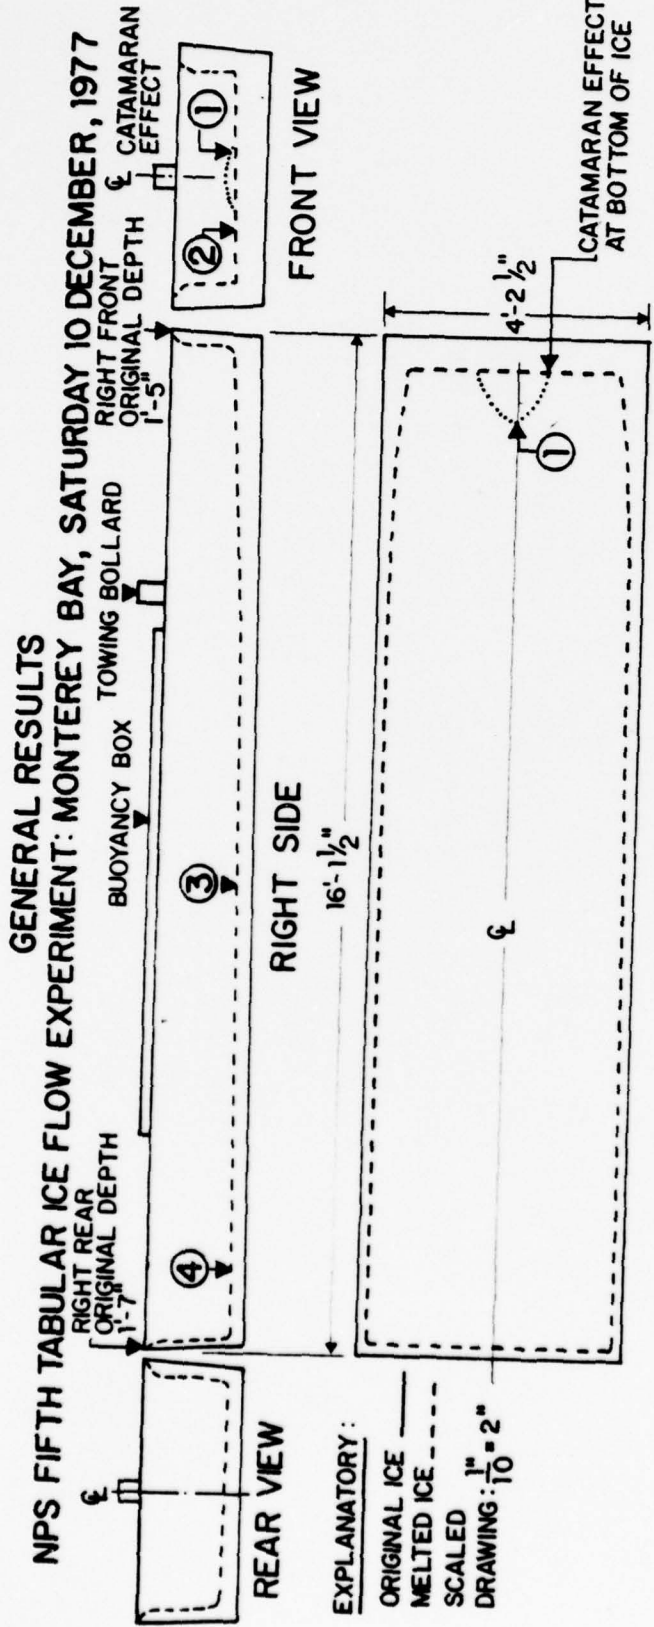 GENERAL RESULTS
NPS FIFTH TABULAR ICE FLOW EXPERIMENT: MONTEREY BAY, SATURDAY 10 DECEMBER, 1977
RIGHT REAR
ORIGINAL DEPTH
1'-7"
BUOYANCY BOX
TOWING BOLLARD
RIGHT FRONT
ORIGINAL DEPTH
1'-5"
℄
CATAMARAN
EFFECT
℄
④
③
②
①
REAR VIEW
RIGHT SIDE
FRONT VIEW
16'-1½"
4'-2½"
℄
①
CATAMARAN EFFECT
AT BOTTOM OF ICE
EXPLANATORY:
ORIGINAL ICE
MELTED ICE
SCALED
DRAWING: 1"/10 = 2"